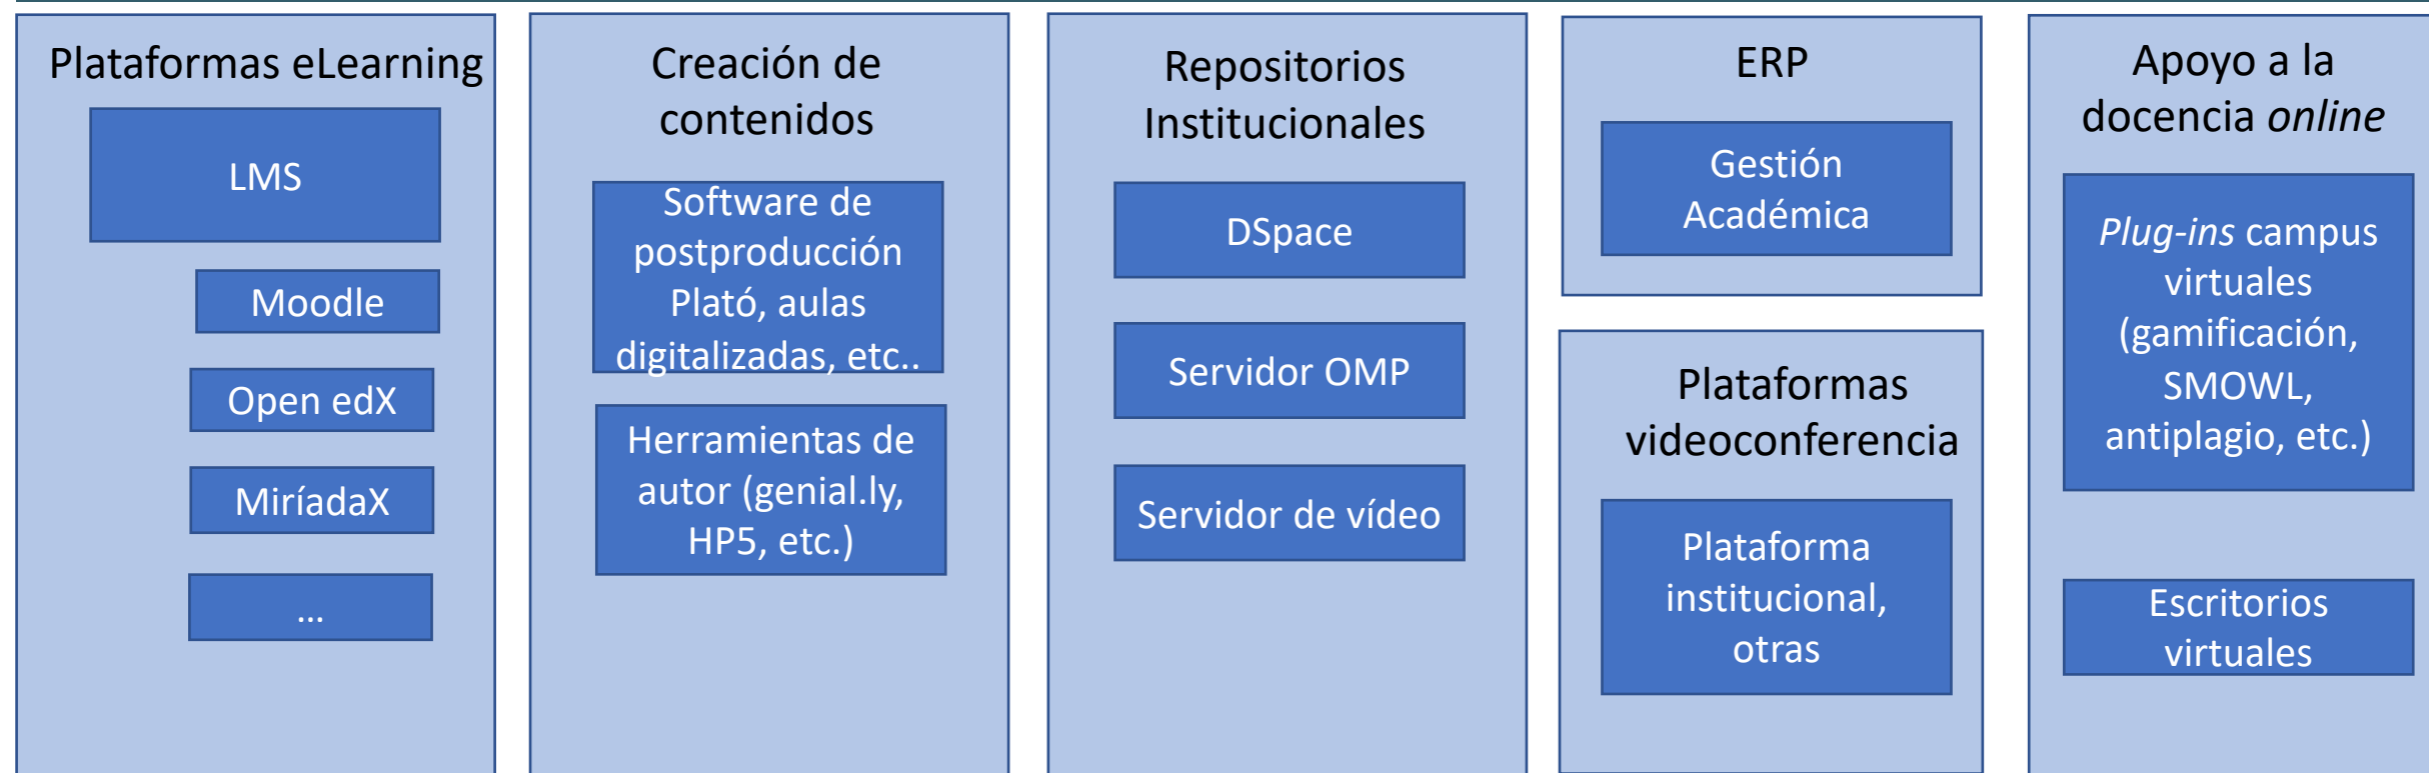 Plataformas eLearning
LMS
Moodle
Open edX
MiríadaX
...
Creación de
contenidos
Software de
postproducción
Plató, aulas
digitalizadas, etc..
Herramientas de
autor (genial.ly,
HP5, etc.)
Repositorios
Institucionales
DSpace
Servidor OMP
Servidor de vídeo
ERP
Gestión
Académica
Plataformas
videoconferencia
Plataforma
institucional,
otras
Apoyo a la
docencia online
Plug-ins campus
virtuales
(gamificación,
SMOWL,
antiplagio, etc.)
Escritorios
virtuales